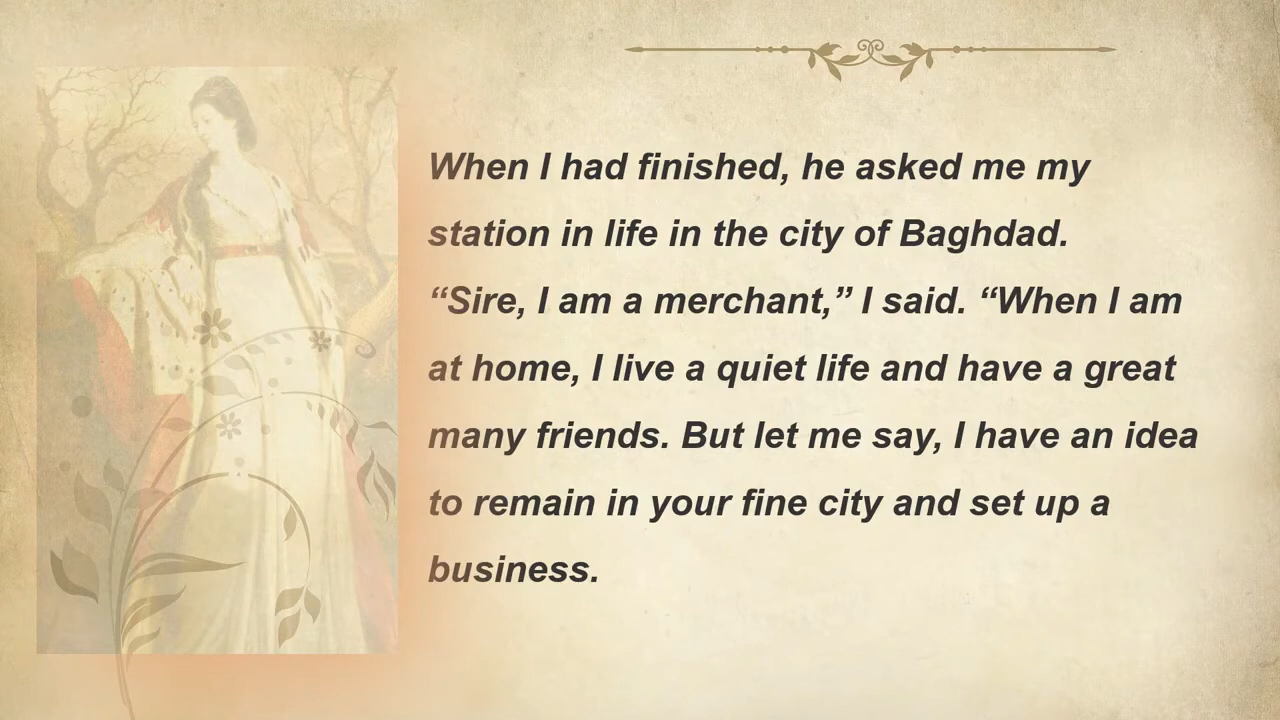 When I had finished, he asked me my
station in life in the city of Baghdad.
“Sire, I am a merchant,” I said. “When I am
at home, I live a quiet life and have a great
many friends. But let me say, I have an idea
to remain in your fine city and set up a
business.